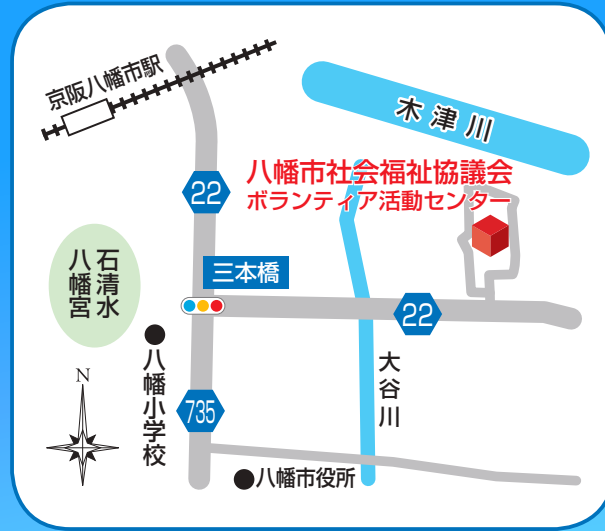 京阪八幡市駅
木津川
八幡市社会福祉協議会
ボランティア活動センター
22
三本橋
石清水
八幡宮
22
大谷川
八幡小学校
N
735
八幡市役所